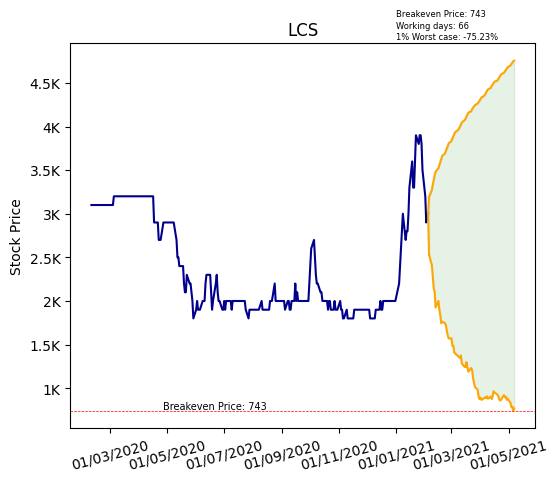 Breakeven Price: 743
Working days: 66
1% Worst case: -75.23%
LCS
Stock Price
4.5K
4K
3.5K
3K
2.5K
2K
1.5K
1K
Breakeven Price: 743
01/03/2020
01/05/2020
01/07/2020
01/09/2020
01/11/2020
01/01/2021
01/03/2021
01/05/2021